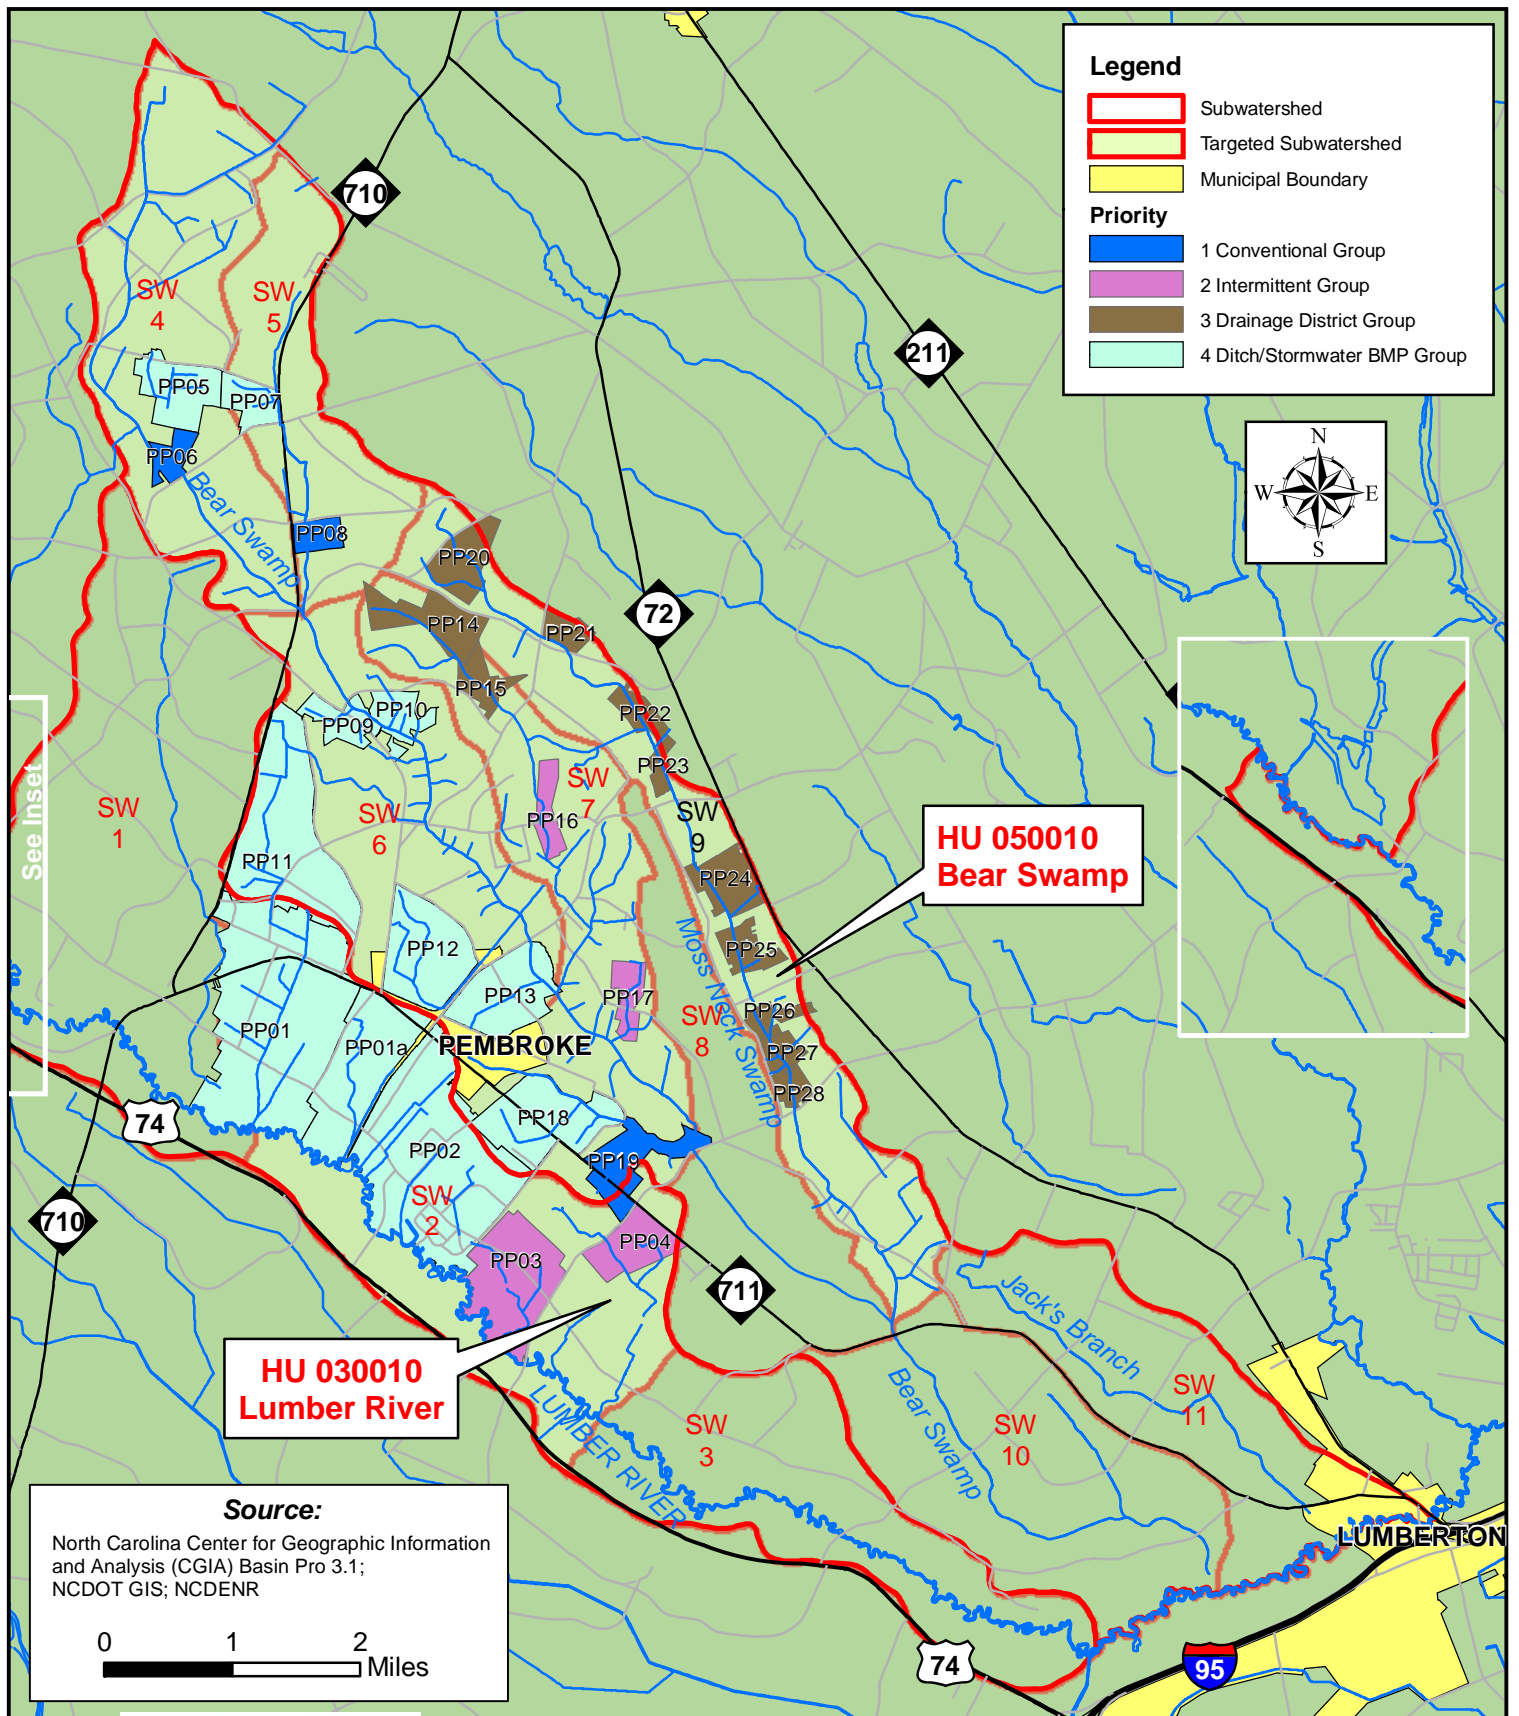 Legend
Subwatershed
Targeted Subwatershed
Municipal Boundary
Priority
1 Conventional Group
2 Intermittent Group
3 Drainage District Group
4 Ditch/Stormwater BMP Group
710
211
72
N
W
E
S
SW
4
SW
5
PP05
PP07
PP06
Bear Swamp
PP08
PP20
PP14
PP21
PP15
PP22
PP23
PP09
PP10
See Inset
SW
1
SW
6
SW
7
PP16
SW
9
HU 050010
Bear Swamp
PP11
PP24
PP12
PP25
Moss Neck Swamp
PP13
PP17
PP26
SW
8
PP01
PP01a
PEMBROKE
PP27
PP28
74
PP18
PP02
PP19
SW
2
710
PP03
PP04
711
Jack's Branch
HU 030010
Lumber River
LUMBER RIVER
SW
3
Bear Swamp
SW
10
SW
11
LUMBERTON
Source:
North Carolina Center for Geographic Information
and Analysis (CGIA) Basin Pro 3.1;
NCDOT GIS; NCDENR
0 1 2
Miles
74
95